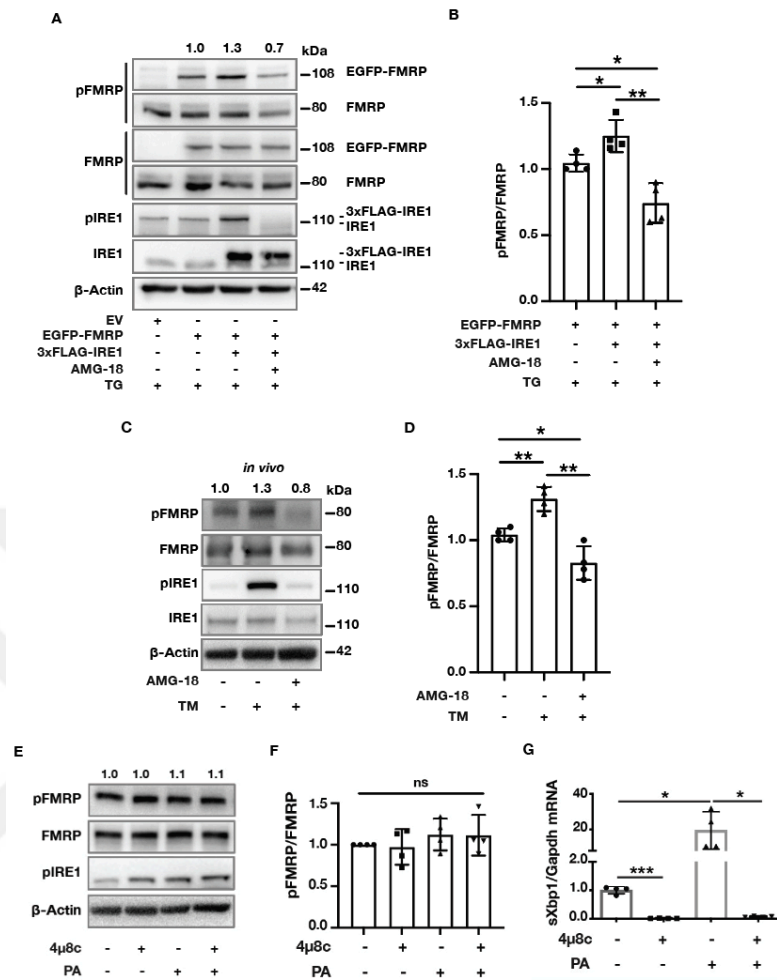 A
1.0 1.3 0.7 kDa
pFMRP
108 EGFP-FMRP
80 FMRP
FMRP
108 EGFP-FMRP
80 FMRP
pIRE1
110
3xFLAG-IRE1
IRE1
IRE1
110
3xFLAG-IRE1
IRE1
β-Actin 42
EV + - - -
EGFP-FMRP - + + +
3xFLAG-IRE1 - - + +
AMG-18 - - - +
TG + + + +
B
*
* **
1.5
1.0
0.5
0.0
pFMRP/FMRP
EGFP-FMRP + + +
3xFLAG-IRE1 - + +
AMG-18 - - +
TG + + +
C
in vivo
1.0 1.3 0.8 kDa
pFMRP 80
FMRP 80
pIRE1 110
IRE1 110
β-Actin 42
AMG-18 - - +
TM - + +
D
*
** **
1.5
1.0
0.5
0.0
pFMRP/FMRP
AMG-18 - - +
TM - + +
E
1.0 1.0 1.1 1.1
pFMRP
FMRP
pIRE1
β-Actin
4μ8c - + - +
PA - - + +
F
ns
1.5
1.0
0.5
0.0
pFMRP/FMRP
4μ8c - + - +
PA - - + +
G
* *
***
40
20
2.0
1.0
0.0
sXbp1/Gapdh mRNA
4μ8c - + - +
PA - - + +